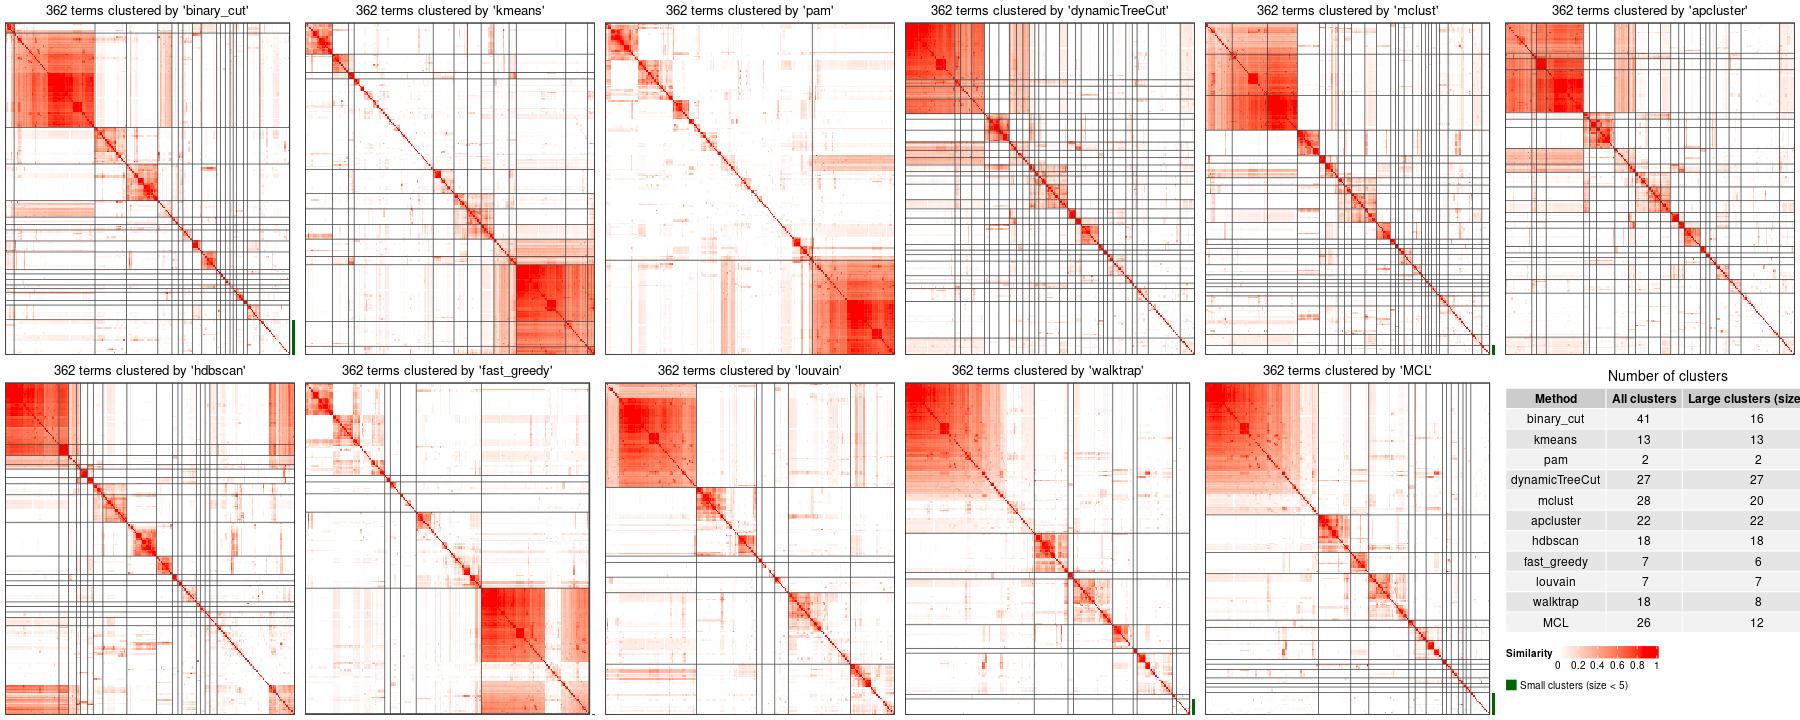 362 terms clustered by 'binary_cut'
362 terms clustered by 'kmeans'
362 terms clustered by 'pam'
362 terms clustered by 'dynamicTreeCut'
362 terms clustered by 'mclust'
362 terms clustered by 'apcluster'
362 terms clustered by 'hdbscan'
362 terms clustered by 'fast_greedy'
362 terms clustered by 'louvain'
362 terms clustered by 'walktrap'
362 terms clustered by 'MCL'
Number of clusters
Method All clusters Large clusters (size
binary_cut 41 16
kmeans 13 13
pam 2 2
dynamicTreeCut 27 27
mclust 28 20
apcluster 22 22
hdbscan 18 18
fast_greedy 7 6
louvain 7 7
walktrap 18 8
MCL 26 12
Similarity
0 0.2 0.4 0.6 0.8 1
Small clusters (size < 5)